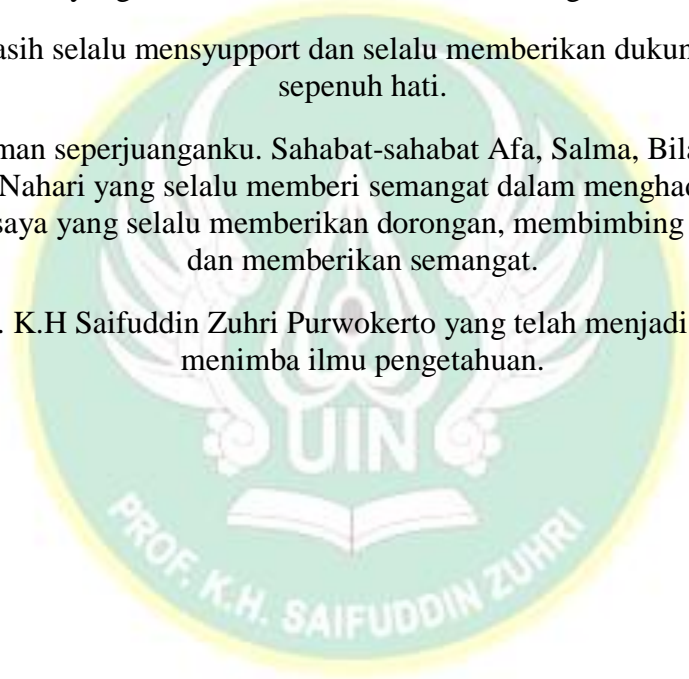 asih selalu mensyupport dan selalu memberikan dukun
sepenuh hati.
man seperjuanganku. Sahabat-sahabat Afa, Salma, Bila
Nahari yang selalu memberi semangat dalam menghad
saya yang selalu memberikan dorongan, membimbing
dan memberikan semangat.
. K.H Saifuddin Zuhri Purwokerto yang telah menjadi
menimba ilmu pengetahuan.
UIN
PROF. K.H. SAIFUDDIN ZUHRI